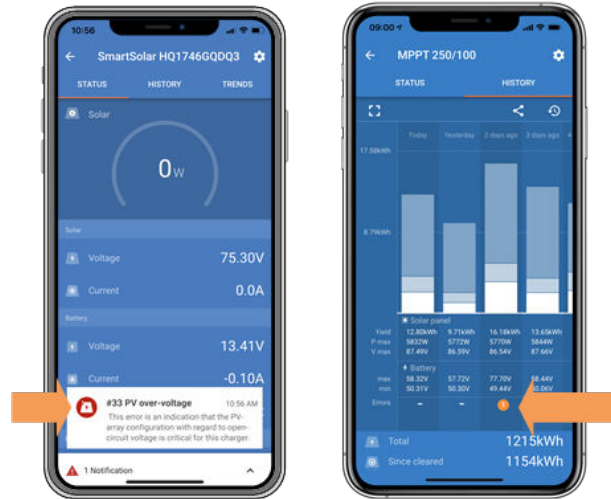 10:56
SmartSolar HQ1746GQDQ3
STATUS HISTORY TRENDS
Solar
0W
Solar
Voltage 75.30V
Current 0.0A
Battery
Voltage 13.41V
Current -0.10A
#33 PV over-voltage 10:56 AM
This error is an indication that the PV-
array configuration with regard to open-
circuit voltage is critical for this charger.
1 Notification
09:00
MPPT 250/100
STATUS HISTORY
Today Yesterday 2 days ago 3 days ago 4
17.58kWh
8.79kWh
Solar panel
Yield 12.80kWh 9.71kWh 16.18kWh 13.65kWh
P max 5832W 5772W 5770W 5844W
V max 87.49V 86.59V 86.54V 87.66V
Battery
max 58.32V 57.72V 77.70V 58.44V
min 50.31V 50.30V 49.44V 50.06V
Errors – – 1
Total 1215kWh
Since cleared 1154kWh